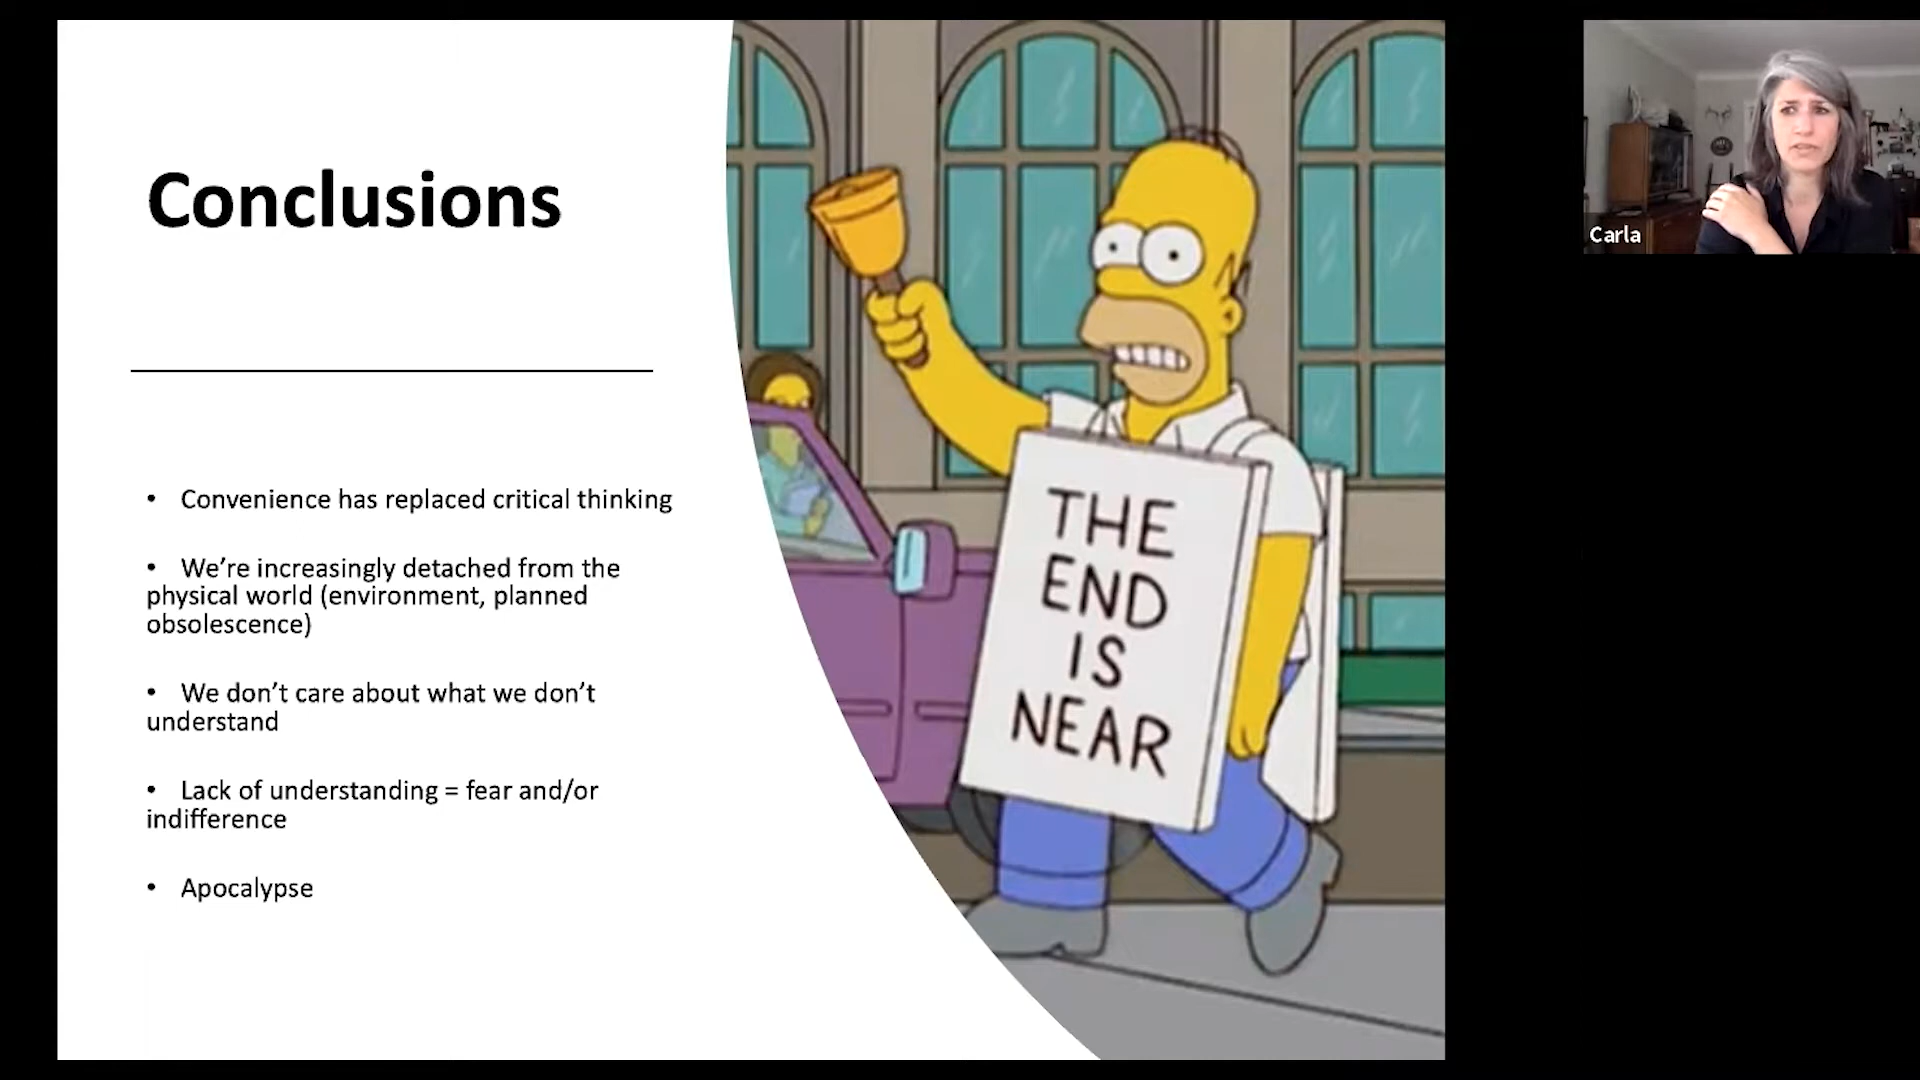 Conclusions
• Convenience has replaced critical thinking
• We’re increasingly detached from the
physical world (environment, planned
obsolescence)
• We don’t care about what we don’t
understand
• Lack of understanding = fear and/or
indifference
• Apocalypse
THE
END
IS
NEAR
Carla